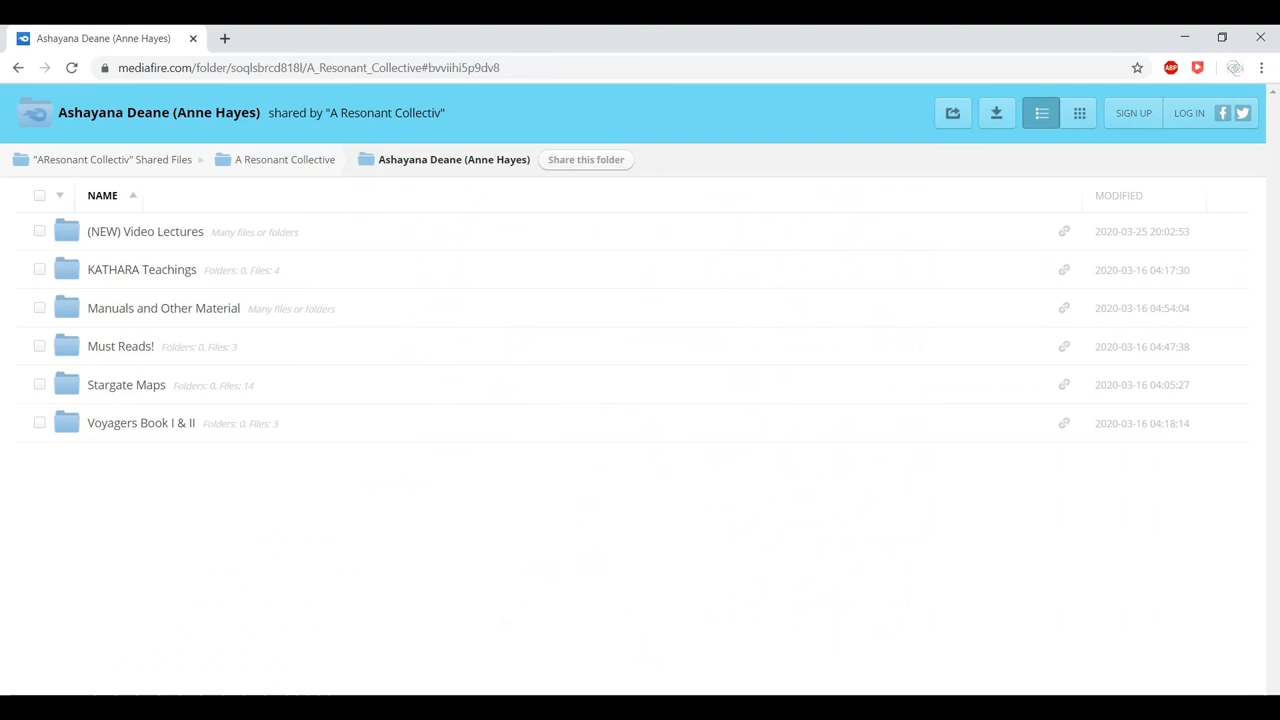 Ashayana Deane (Anne Hayes)
mediafire.com/folder/soqlsbrcd818l/A_Resonant_Collective#bvviihi5p9dv8
ABP
Ashayana Deane (Anne Hayes) shared by "A Resonant Collectiv"
SIGN UP LOG IN
"AResonant Collectiv" Shared Files A Resonant Collective Ashayana Deane (Anne Hayes) Share this folder
NAME MODIFIED
(NEW) Video Lectures Many files or folders 2020-03-25 20:02:53
KATHARA Teachings Folders: 0, Files: 4 2020-03-16 04:17:30
Manuals and Other Material Many files or folders 2020-03-16 04:54:04
Must Reads! Folders: 0, Files: 3 2020-03-16 04:47:38
Stargate Maps Folders: 0, Files: 14 2020-03-16 04:05:27
Voyagers Book I & II Folders: 0, Files: 3 2020-03-16 04:18:14